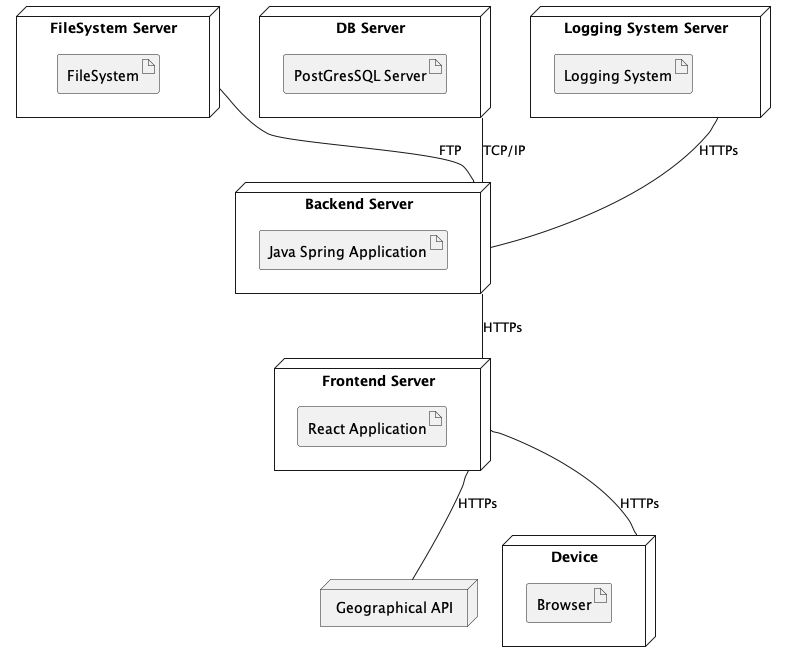 FileSystem Server
FileSystem
DB Server
PostGresSQL Server
Logging System Server
Logging System
FTP
TCP/IP
HTTPs
Backend Server
Java Spring Application
HTTPs
Frontend Server
React Application
HTTPs
HTTPs
Device
Browser
Geographical API